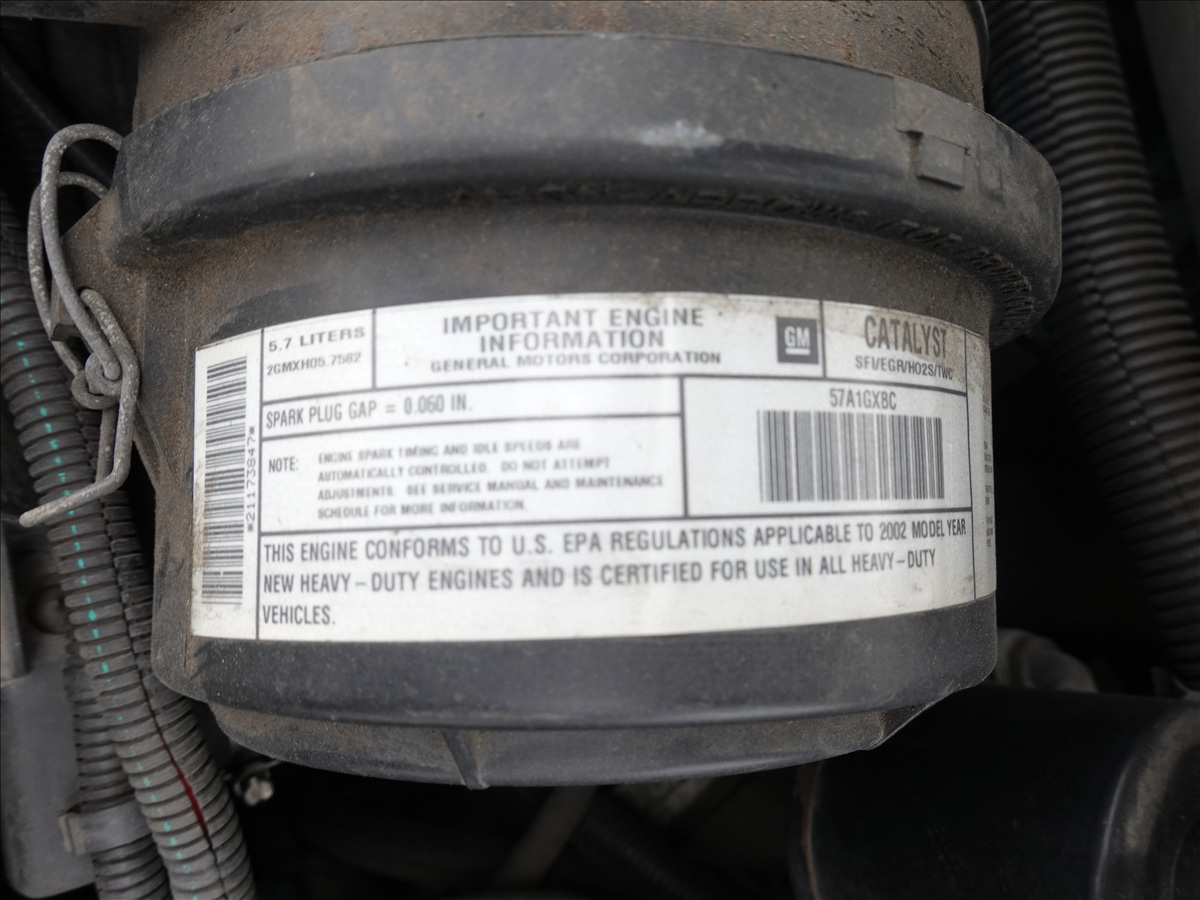 5.7 LITERS
2GMXH05.7582
IMPORTANT ENGINE
INFORMATION
GENERAL MOTORS CORPORATION
GM
CATALYST
SFI/EGR/HO2S/TWC
SPARK PLUG GAP = 0.060 IN.
57A1GXBC
NOTE: ENGINE SPARK TIMING AND IDLE SPEEDS ARE
AUTOMATICALLY CONTROLLED. DO NOT ATTEMPT
ADJUSTMENTS. SEE SERVICE MANUAL AND MAINTENANCE
SCHEDULE FOR MORE INFORMATION.
*21173847*
THIS ENGINE CONFORMS TO U.S. EPA REGULATIONS APPLICABLE TO 2002 MODEL YEAR
NEW HEAVY-DUTY ENGINES AND IS CERTIFIED FOR USE IN ALL HEAVY-DUTY
VEHICLES.